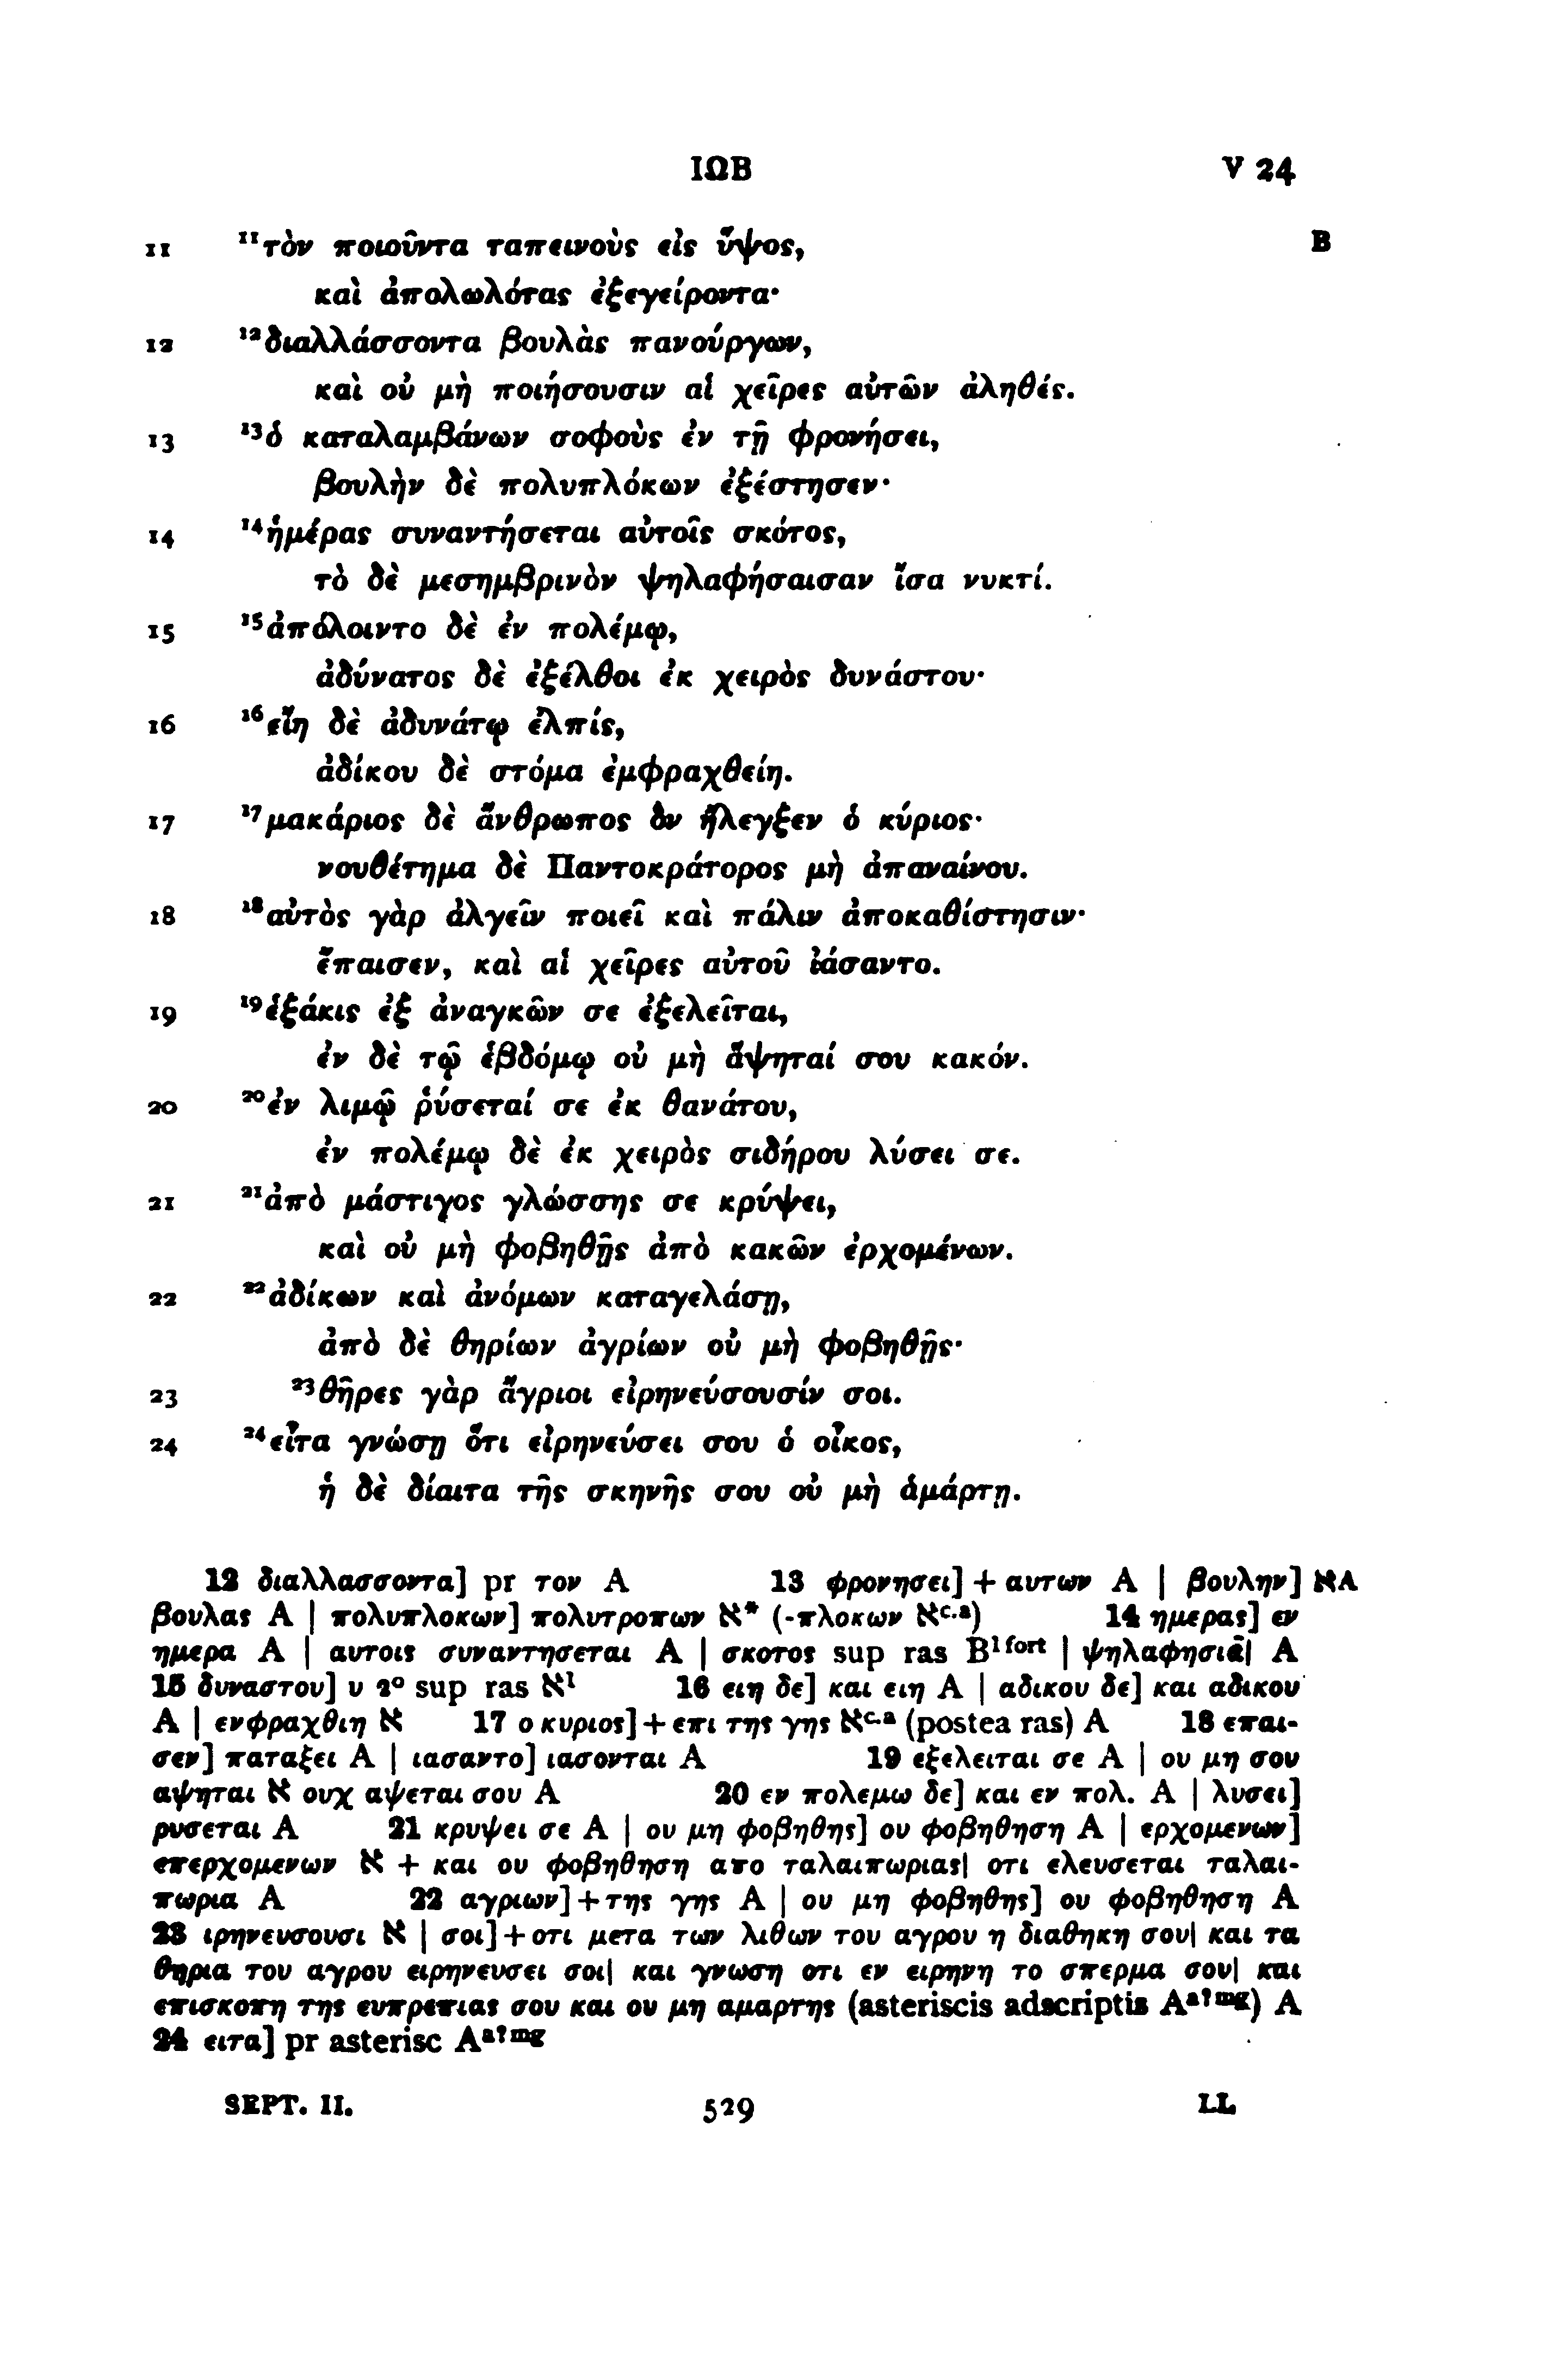 ΙΩΒ V 24
11 ¹¹τὸν ποιοῦντα ταπεινοὺς εἰς ὕψος, B
καὶ ἀπολωλότας ἐξεγείροντα·
12 ¹²διαλλάσσοντα βουλὰς πανούργων,
καὶ οὐ μὴ ποιήσουσιν αἱ χεῖρες αὐτῶν ἀληθές.
13 ¹³ὁ καταλαμβάνων σοφοὺς ἐν τῇ φρονήσει,
βουλὴν δὲ πολυπλόκων ἐξέστησεν·
14 ¹⁴ἡμέρας συναντήσεται αὐτοῖς σκότος,
τὸ δὲ μεσημβρινὸν ψηλαφήσαισαν ἴσα νυκτί.
15 ¹⁵ἀπόλοιντο δὲ ἐν πολέμῳ,
ἀδύνατος δὲ ἐξέλθοι ἐκ χειρὸς δυνάστου·
16 ¹⁶εἴη δὲ ἀδυνάτῳ ἐλπίς,
ἀδίκου δὲ στόμα ἐμφραχθείη.
17 ¹⁷μακάριος δὲ ἄνθρωπος ὃν ἤλεγξεν ὁ κύριος·
νουθέτημα δὲ Παντοκράτορος μὴ ἀπαναίνου.
18 ¹⁸αὐτὸς γὰρ ἀλγεῖν ποιεῖ καὶ πάλιν ἀποκαθίστησιν·
ἔπαισεν, καὶ αἱ χεῖρες αὐτοῦ ἰάσαντο.
19 ¹⁹ἑξάκις ἐξ ἀναγκῶν σε ἐξελεῖται,
ἐν δὲ τῷ ἑβδόμῳ οὐ μὴ ἅψηταί σου κακόν.
20 ²⁰ἐν λιμῷ ῥύσεταί σε ἐκ θανάτου,
ἐν πολέμῳ δὲ ἐκ χειρὸς σιδήρου λύσει σε.
21 ²¹ἀπὸ μάστιγος γλώσσης σε κρύψει,
καὶ οὐ μὴ φοβηθῇς ἀπὸ κακῶν ἐρχομένων.
22 ²²ἀδίκων καὶ ἀνόμων καταγελάσῃ,
ἀπὸ δὲ θηρίων ἀγρίων οὐ μὴ φοβηθῇς·
23 ²³θῆρες γὰρ ἄγριοι εἰρηνεύσουσίν σοι.
24 ²⁴εἶτα γνώσῃ ὅτι εἰρηνεύσει σου ὁ οἶκος,
ἡ δὲ δίαιτα τῆς σκηνῆς σου οὐ μὴ ἁμάρτῃ.
12 διαλλασσοντα] pr τον A 13 φρονησει] + αυτων A | βουλην] אA
βουλας A | πολυπλοκων] πολυτροπων א* (-πλοκων אᶜ·ᵃ) 14 ημερας] εν
ημερα A | αυτοις συναντησεται A | σκοτος sup ras B¹ᶠᵒʳᵗ | ψηλαφησιᾱ| A
15 δυναστου] υ 2° sup ras א¹ 16 ειη δε] και ειη A | αδικου δε] και αδικου
A | ενφραχθιη א 17 ο κυριος] + επι της γης אᶜ·ᵃ (postea ras) A 18 επαι-
σεν] παταξει A | ιασαντο] ιασονται A 19 εξελειται σε A | ου μη σου
αψηται א ουχ αψεται σου A 20 εν πολεμω δε] και εν πολ. A | λυσει]
ρυσεται A 21 κρυψει σε A | ου μη φοβηθης] ου φοβηθηση A | ερχομενων]
επερχομενων א + και ου φοβηθηση απο ταλαιπωριας| οτι ελευσεται ταλαι-
πωρια A 22 αγριων] + της γης A | ου μη φοβηθης] ου φοβηθηση A
23 ιρηνευσουσι א | σοι] + οτι μετα των λιθων του αγρου η διαθηκη σου| και τα
θηρια του αγρου ειρηνευσει σοι| και γνωση οτι εν ειρηνη το σπερμα σου| και
επισκοπη της ευπρεπιας σου και ου μη αμαρτης (asteriscis adscriptis Aᵃ?ᵐᵍ) A
24 ειτα] pr asterisc Aᵃ?ᵐᵍ
SEPT. II. 529 LL